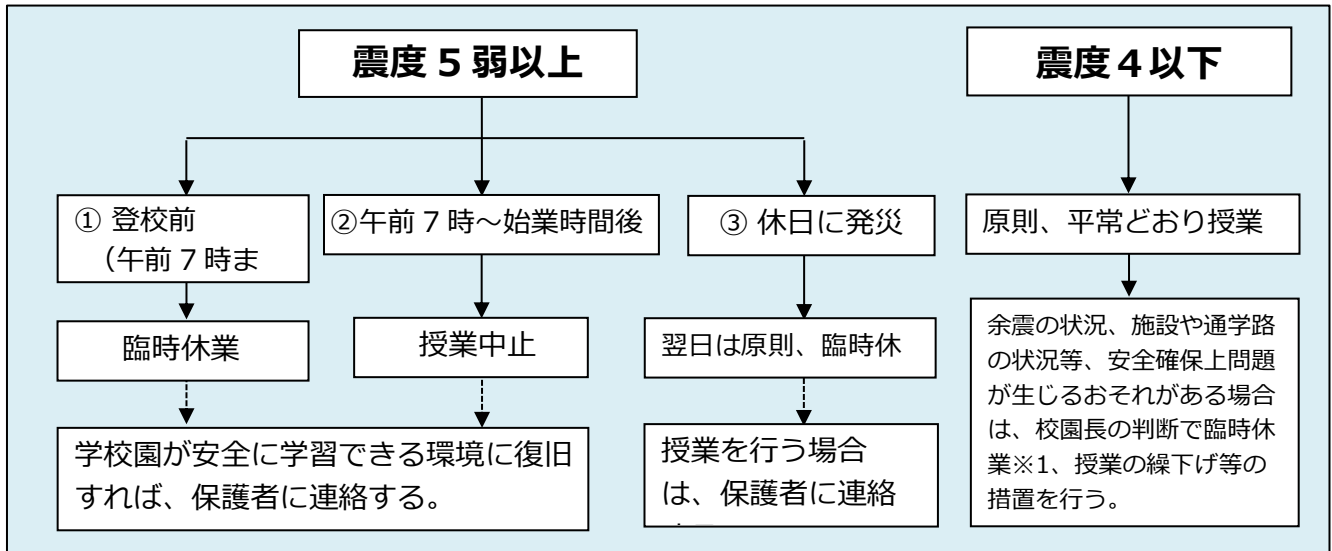 震度5弱以上
震度4以下
① 登校前
（午前7時ま
②午前7時～始業時間後
③ 休日に発災
原則、平常どおり授業
臨時休業
授業中止
翌日は原則、臨時休
余震の状況、施設や通学路
の状況等、安全確保上問題
が生じるおそれがある場合
は、校園長の判断で臨時休
業※1、授業の繰下げ等の
措置を行う。
学校園が安全に学習できる環境に復旧
すれば、保護者に連絡する。
授業を行う場合
は、保護者に連絡